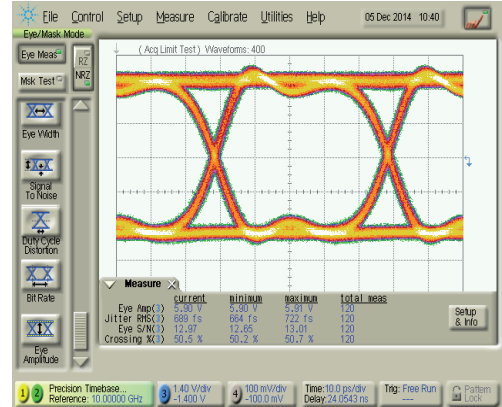 File Control Setup Measure Calibrate Utilities Help 05 Dec 2014 10:40
Eye/Mask Mode
( Acq Limit Test ) Waveforms: 400
Eye Meas
RZ
NRZ
Msk Test
Eye Width
Signal
To Noise
Duty Cycle
Distortion
Bit Rate
Eye
Amplitude
Measure
current minimum maximum total meas
Eye Amp(3) 5.90 V 5.90 V 5.91 V 120
Jitter RMS(3) 689 fs 664 fs 722 fs 120
Eye S/N(3) 12.97 12.65 13.01 120
Crossing %(3) 50.5 % 50.2 % 50.7 % 120
Setup
& Info
1 2 Precision Timebase...
Reference: 10.00000 GHz
3 1.40 V/div
-1.400 V
4 100 mV/div
-100.0 mV
Time:10.0 ps/div
Delay:24.0543 ns
Trig: Free Run
---
Pattern
Lock